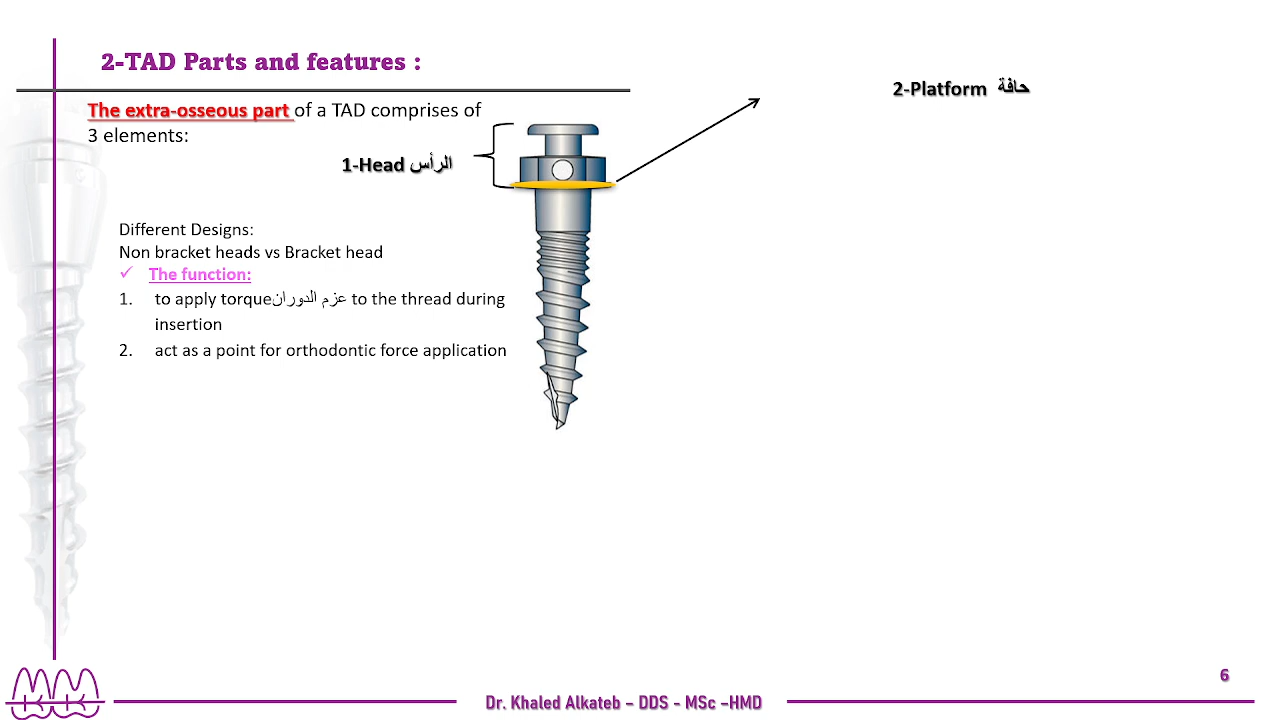 2-TAD Parts and features :
The extra-osseous part of a TAD comprises of
3 elements:
1-Head الرأس
2-Platform حافة
Different Designs:
Non bracket heads vs Bracket head
✓ The function:
1. to apply torqueعزم الدوران to the thread during
insertion
2. act as a point for orthodontic force application
6
Dr. Khaled Alkateb – DDS - MSc –HMD